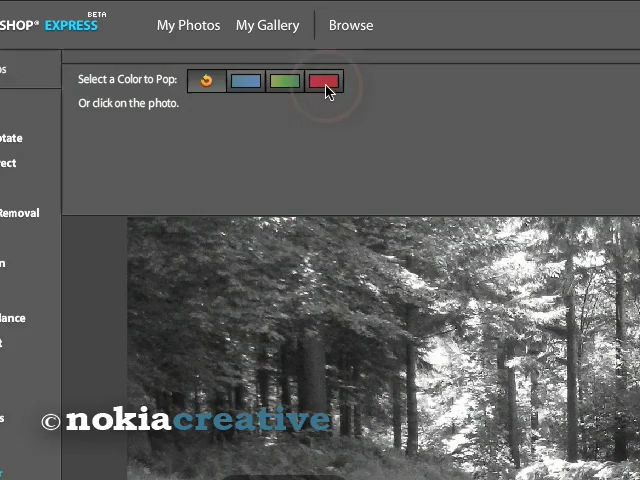 SHOP® EXPRESS BETA
My Photos My Gallery Browse
os
Select a Color to Pop:
Or click on the photo.
otate
rect
Removal
n
lance
t
s
© nokiacreative
r